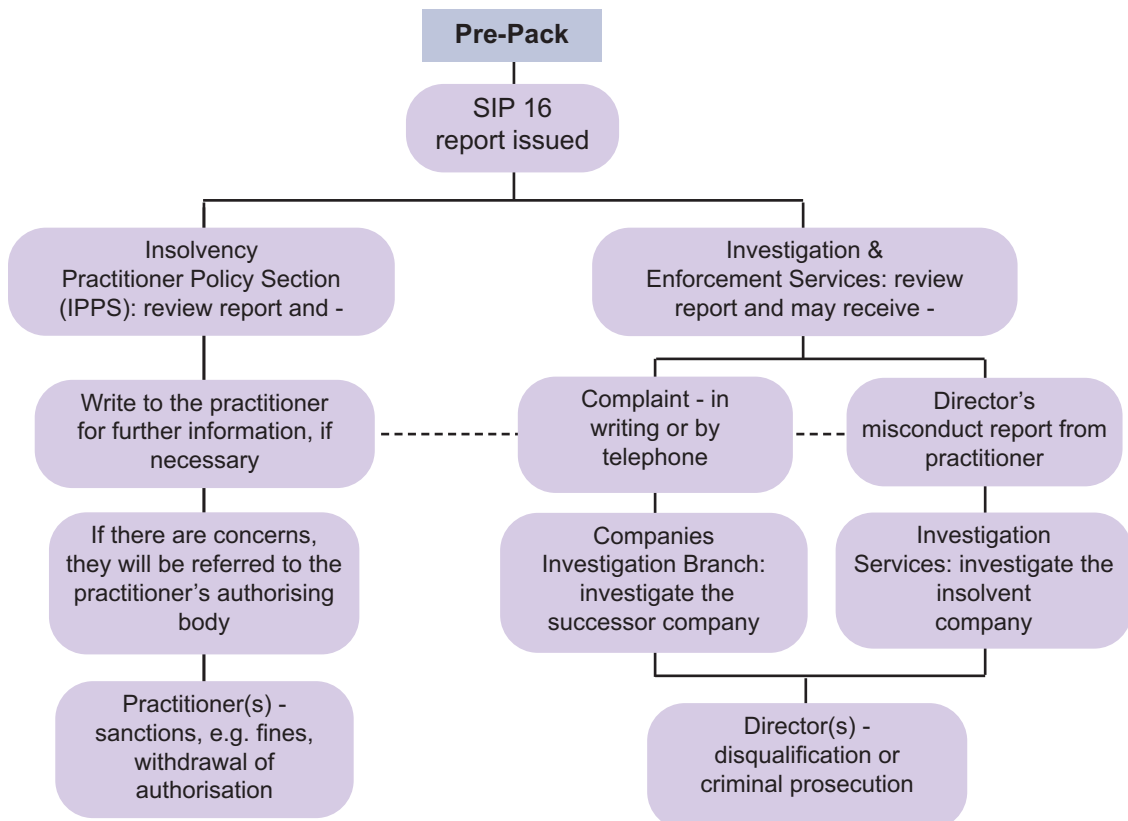 Pre-Pack
SIP 16
report issued
Insolvency
Practitioner Policy Section
(IPPS): review report and -
Investigation &
Enforcement Services: review
report and may receive -
Write to the practitioner
for further information, if
necessary
Complaint - in
writing or by
telephone
Director's
misconduct report from
practitioner
If there are concerns,
they will be referred to the
practitioner's authorising
body
Companies
Investigation Branch:
investigate the
successor company
Investigation
Services: investigate the
insolvent
company
Practitioner(s) -
sanctions, e.g. fines,
withdrawal of
authorisation
Director(s) -
disqualification or
criminal prosecution